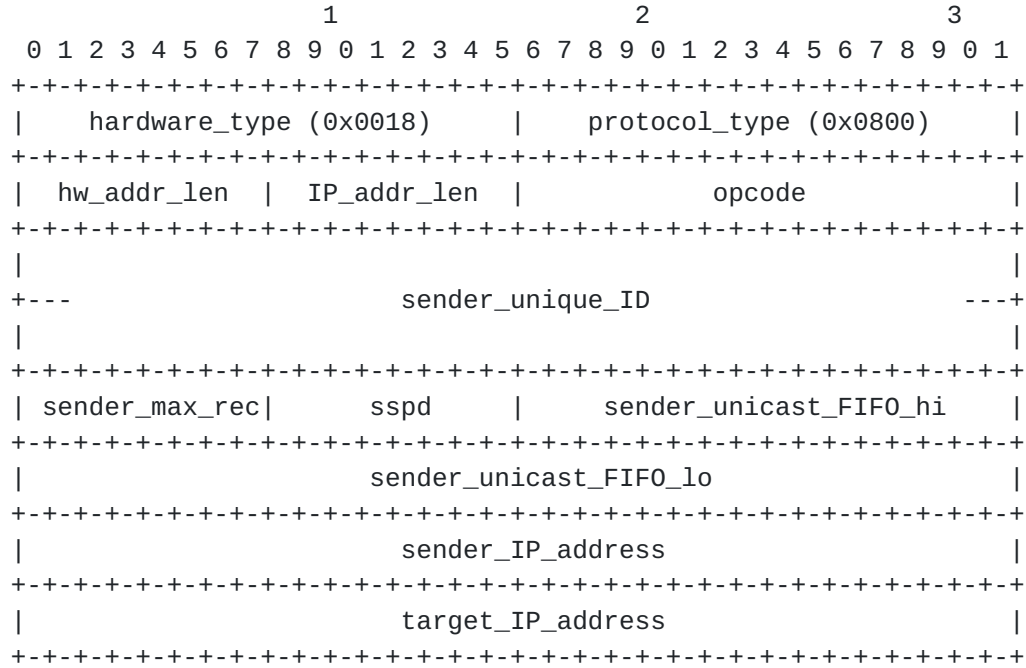 1                   2                   3
 0 1 2 3 4 5 6 7 8 9 0 1 2 3 4 5 6 7 8 9 0 1 2 3 4 5 6 7 8 9 0 1
+-+-+-+-+-+-+-+-+-+-+-+-+-+-+-+-+-+-+-+-+-+-+-+-+-+-+-+-+-+-+-+-+
|    hardware_type (0x0018)     |    protocol_type (0x0800)     |
+-+-+-+-+-+-+-+-+-+-+-+-+-+-+-+-+-+-+-+-+-+-+-+-+-+-+-+-+-+-+-+-+
|  hw_addr_len  |  IP_addr_len  |            opcode             |
+-+-+-+-+-+-+-+-+-+-+-+-+-+-+-+-+-+-+-+-+-+-+-+-+-+-+-+-+-+-+-+-+
|                                                               |
+---                     sender_unique_ID                    ---+
|                                                               |
+-+-+-+-+-+-+-+-+-+-+-+-+-+-+-+-+-+-+-+-+-+-+-+-+-+-+-+-+-+-+-+-+
| sender_max_rec|      sspd     |     sender_unicast_FIFO_hi    |
+-+-+-+-+-+-+-+-+-+-+-+-+-+-+-+-+-+-+-+-+-+-+-+-+-+-+-+-+-+-+-+-+
|                      sender_unicast_FIFO_lo                   |
+-+-+-+-+-+-+-+-+-+-+-+-+-+-+-+-+-+-+-+-+-+-+-+-+-+-+-+-+-+-+-+-+
|                        sender_IP_address                      |
+-+-+-+-+-+-+-+-+-+-+-+-+-+-+-+-+-+-+-+-+-+-+-+-+-+-+-+-+-+-+-+-+
|                        target_IP_address                      |
+-+-+-+-+-+-+-+-+-+-+-+-+-+-+-+-+-+-+-+-+-+-+-+-+-+-+-+-+-+-+-+-+